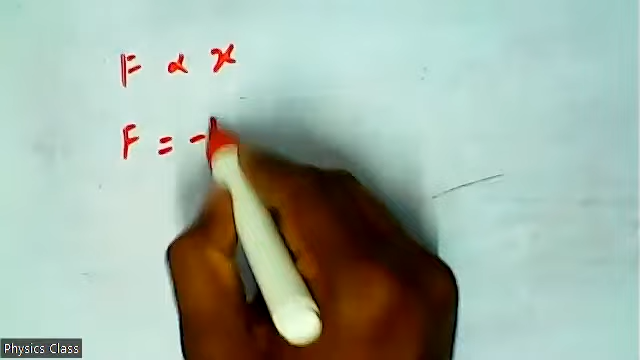 F α x
F = -
Physics Class